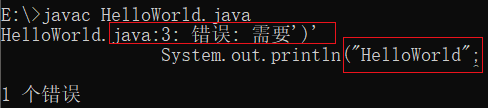 E:\>javac HelloWorld.java
HelloWorld.java:3: 错误: 需要')'
System.out.println("HelloWorld";
^
1 个错误